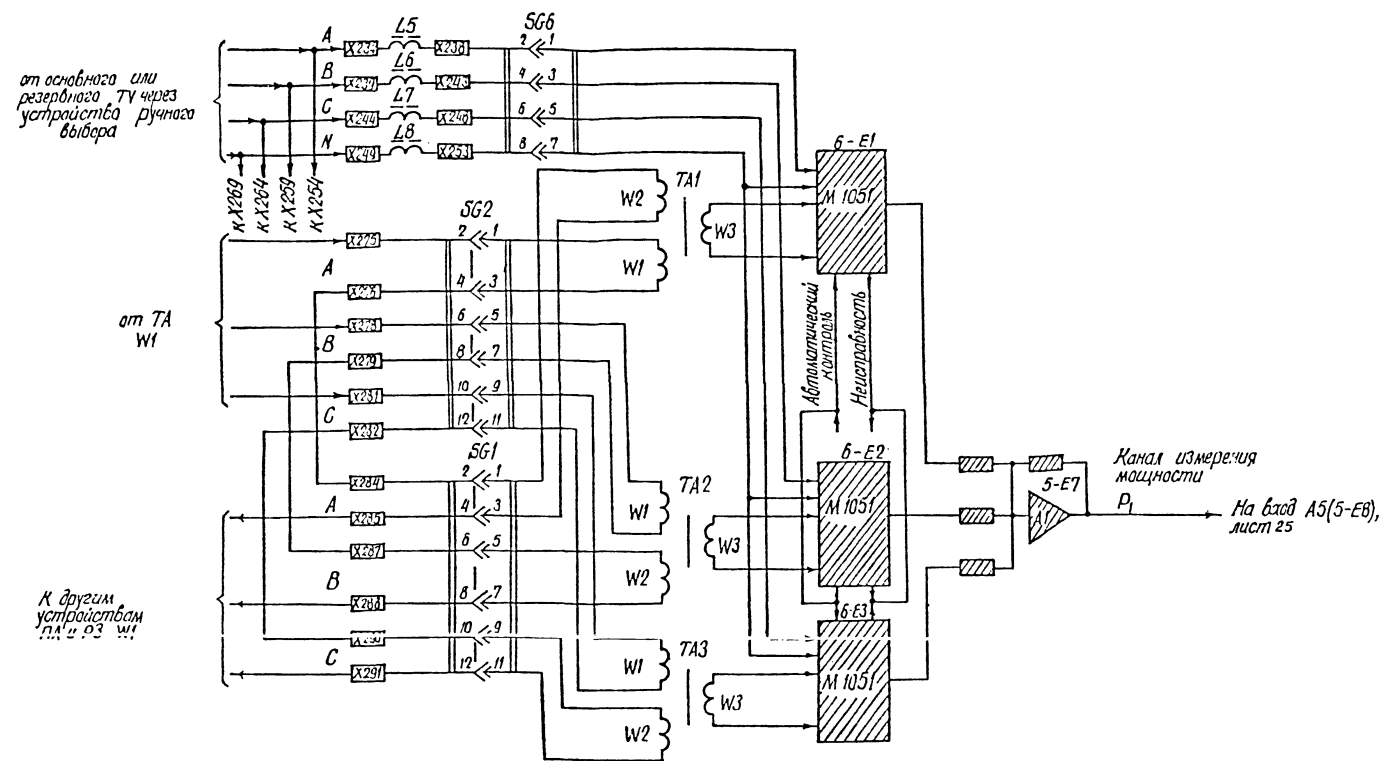 A
X234
L5
X238
SG6
2
1
от основного или
резервного TV через
устройства ручного
выбора
B
X239
L6
X243
4
3
C
X244
L7
X248
6
5
N
X249
L8
X253
8
7
К X269
К X264
К X259
К X254
6-E1
M 1051
TA1
W2
W1
W3
SG2
X275
2
1
A
X276
4
3
от TA
W1
X278
6
5
B
X279
8
7
X281
10
9
C
X282
12
11
Автоматический
контроль
Неисправность
SG1
X284
2
1
A
X285
4
3
X287
6
5
B
X288
8
7
10
9
C
X291
12
11
К другим
устройствам
ПА и РЗ W1
TA2
W1
W2
W3
6-E2
M 1051
TA3
W1
W2
W3
6-E3
M 1051
5-E7
A1
Канал измерения
мощности
P1
На вход A5(5-E8),
лист 25